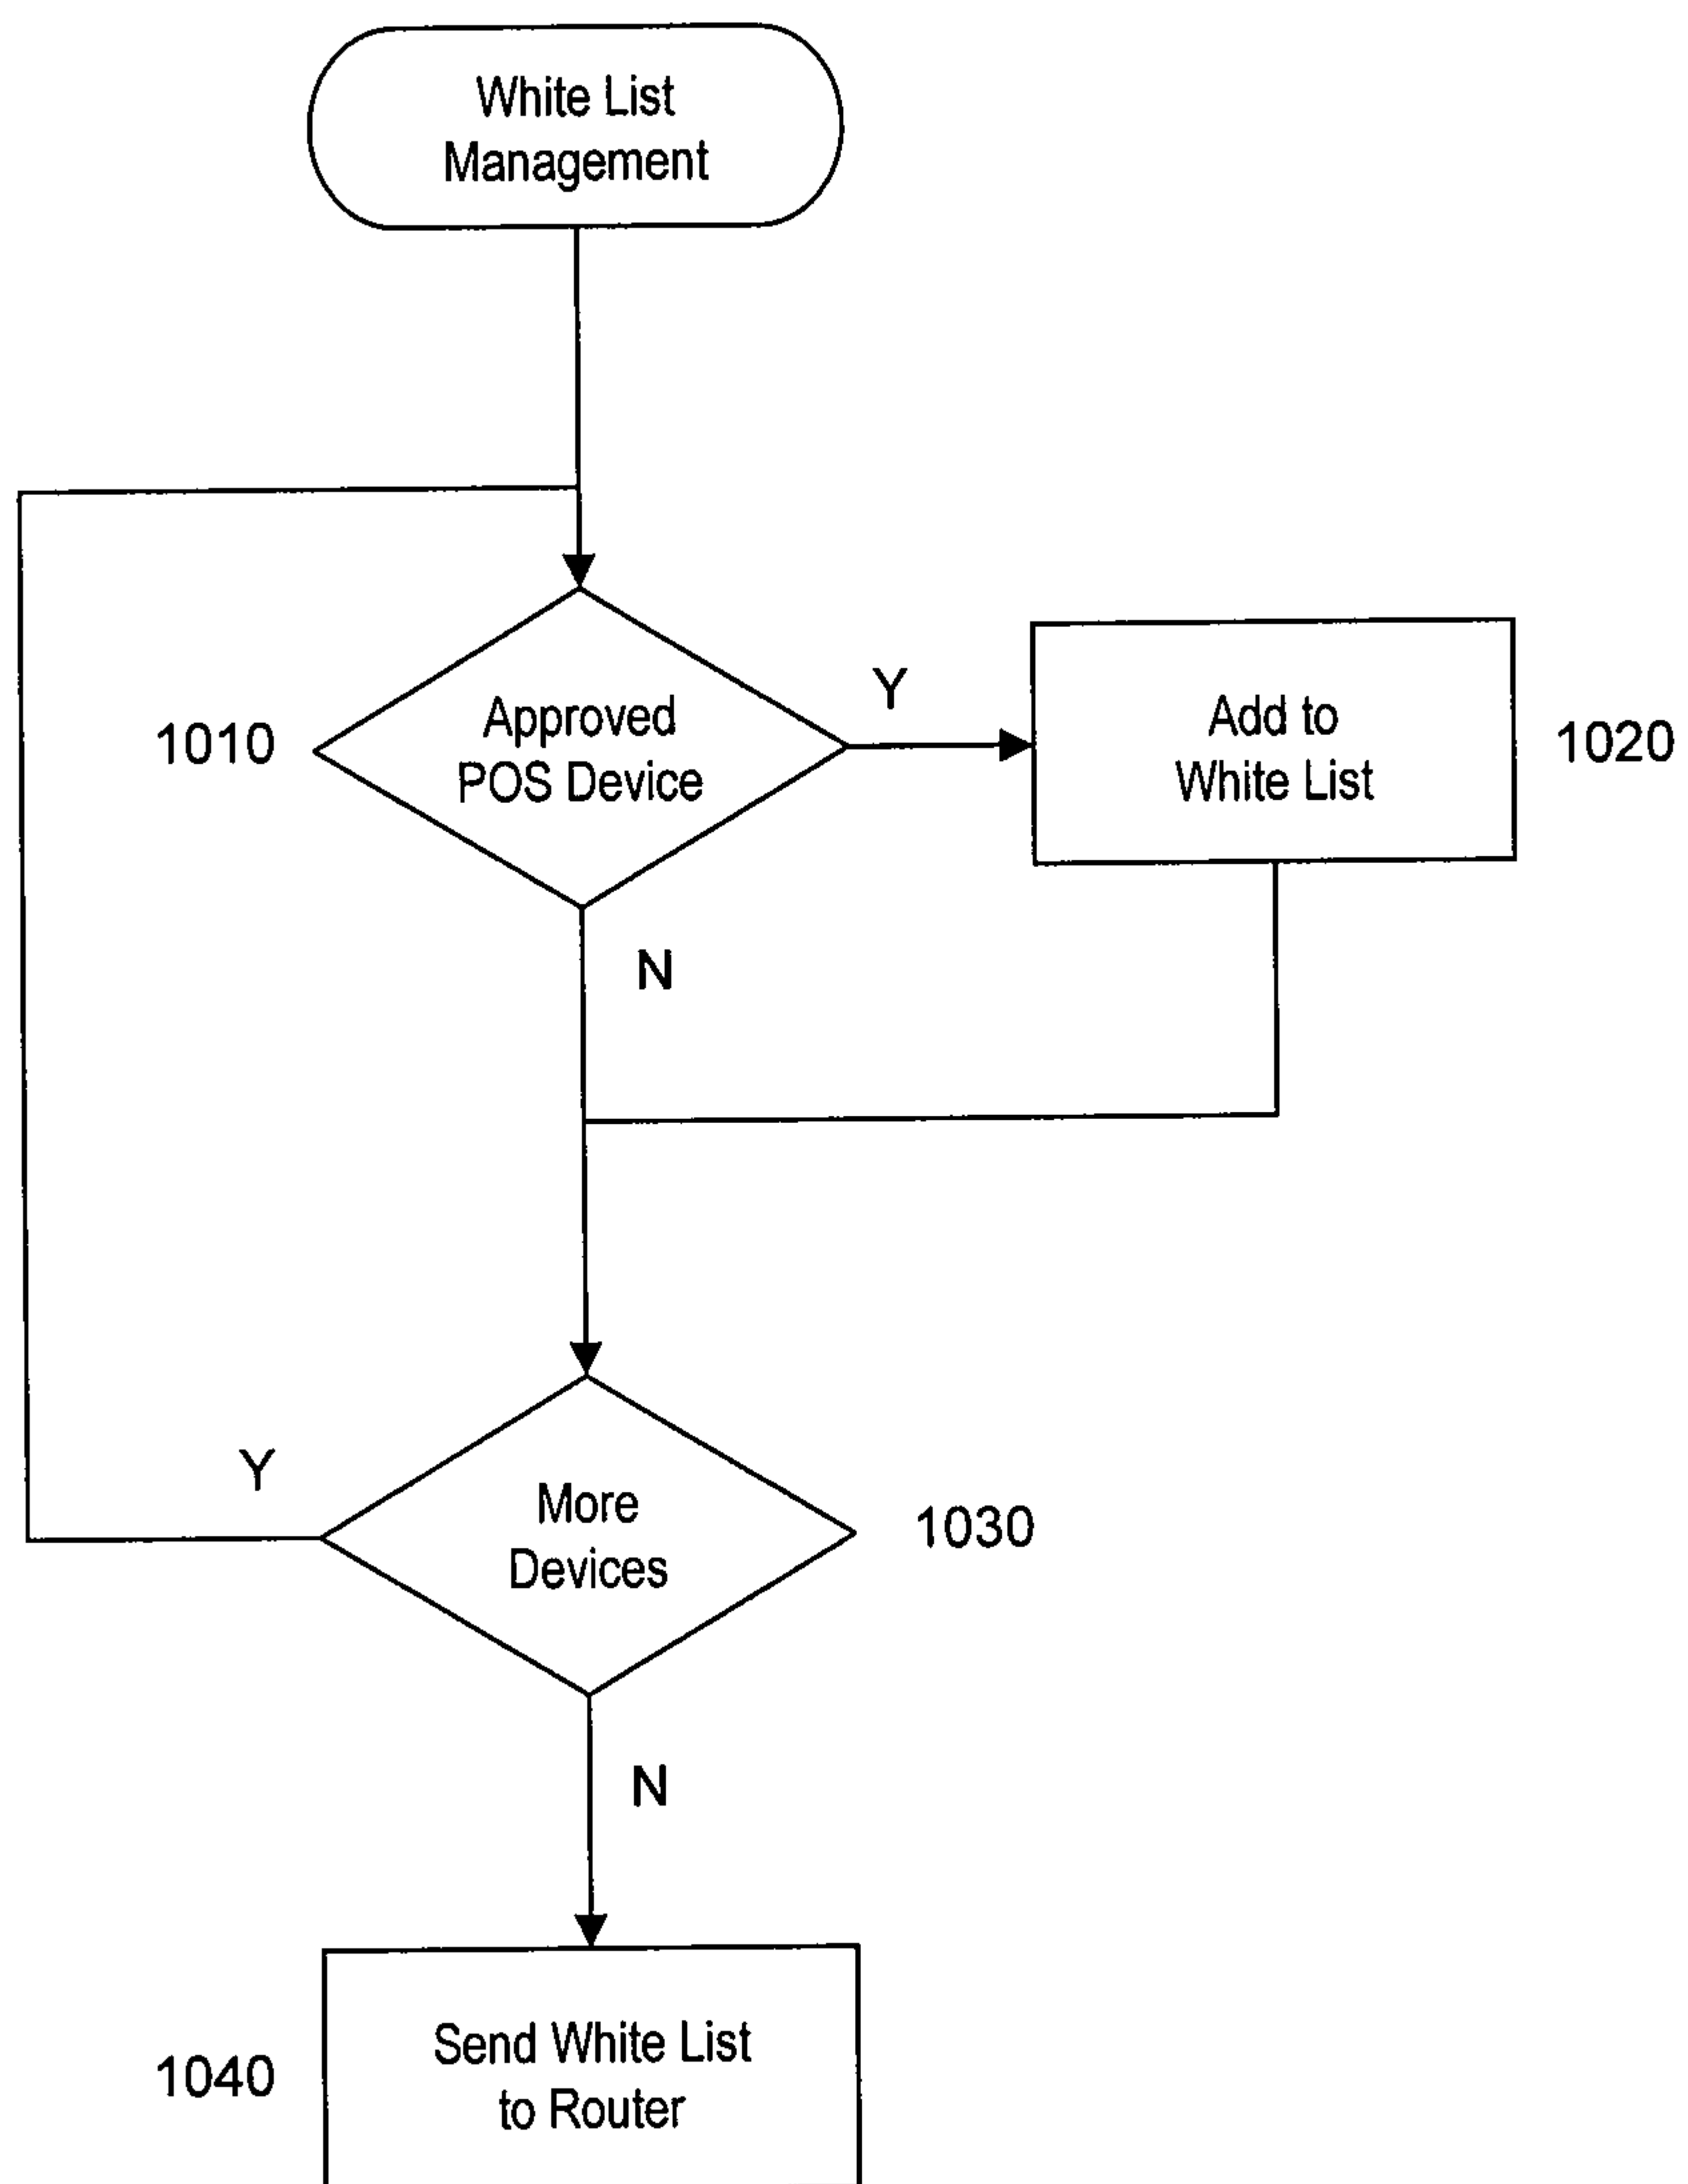 White List
Management
Y
1010
Approved
POS Device
Add to
White List
1020
N
Y
More
Devices
1030
N
1040
Send White List
to Router